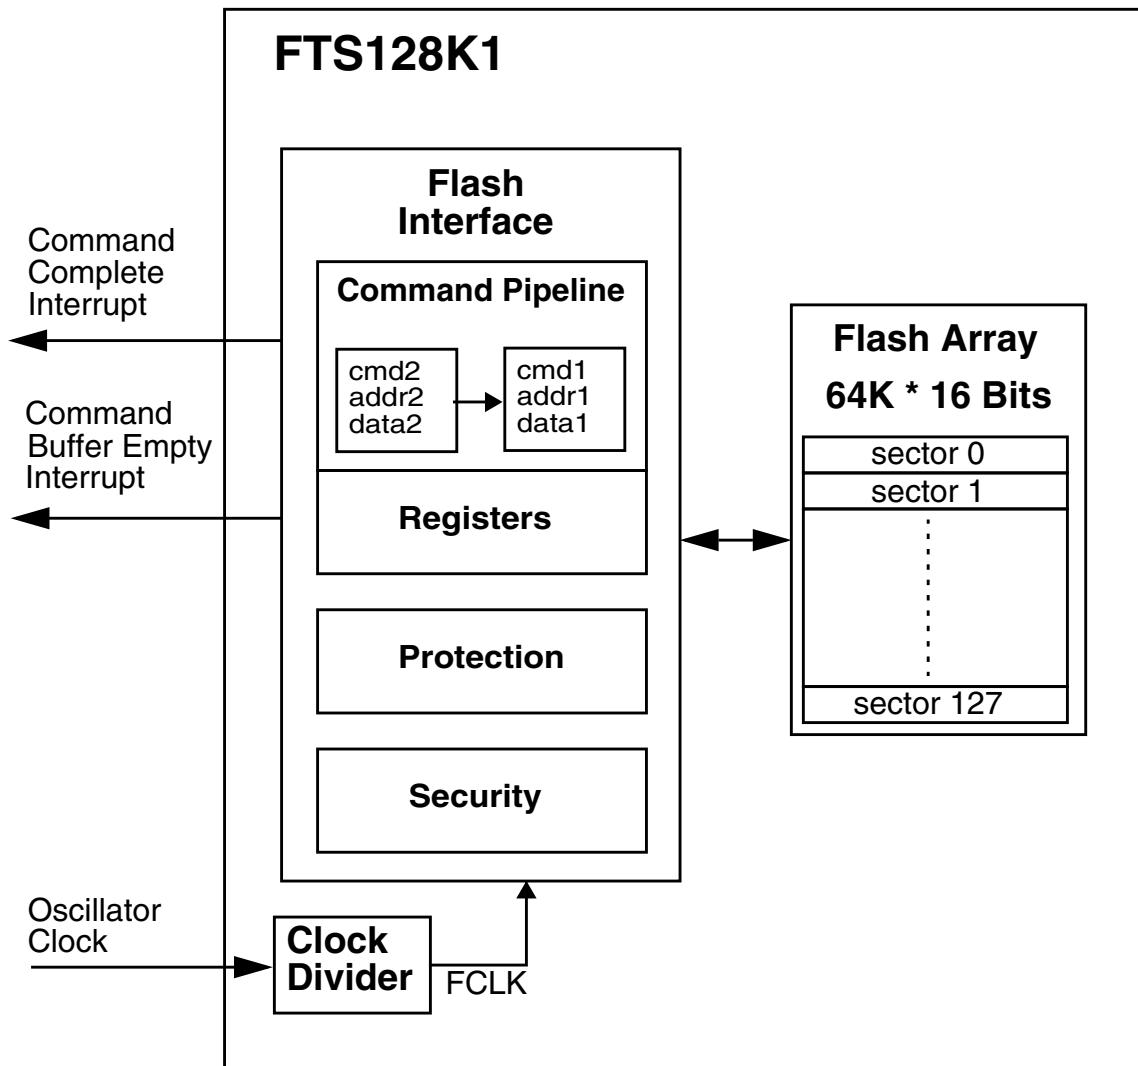 FTS128K1
Flash
Interface
Command
Complete
Interrupt
Command Pipeline
cmd2
addr2
data2
cmd1
addr1
data1
Command
Buffer Empty
Interrupt
Registers
Protection
Security
Flash Array
64K * 16 Bits
sector 0
sector 1
sector 127
Oscillator
Clock
Clock
Divider
FCLK